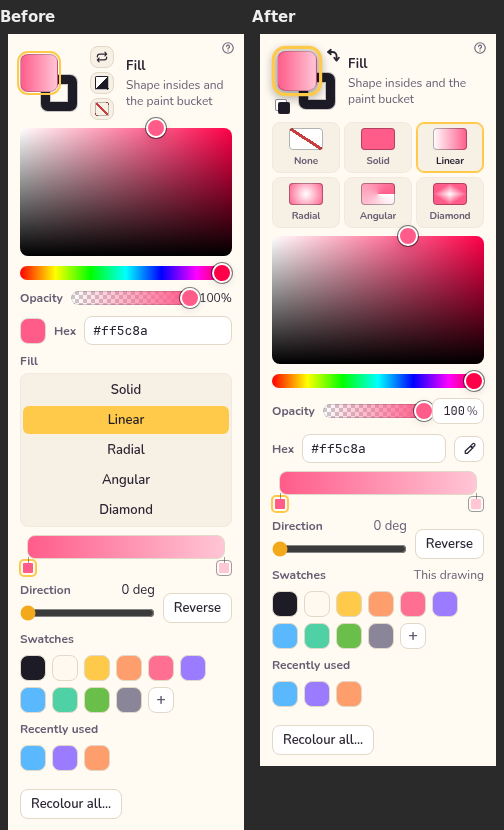 Before
Fill
Shape insides and
the paint bucket
Opacity
100%
Hex
#ff5c8a
Fill
Solid
Linear
Radial
Angular
Diamond
Direction
0 deg
Reverse
Swatches
+
Recently used
Recolour all...
After
Fill
Shape insides and the
paint bucket
None
Solid
Linear
Radial
Angular
Diamond
Opacity
100 %
Hex
#ff5c8a
Direction
0 deg
Reverse
Swatches
This drawing
+
Recently used
Recolour all...